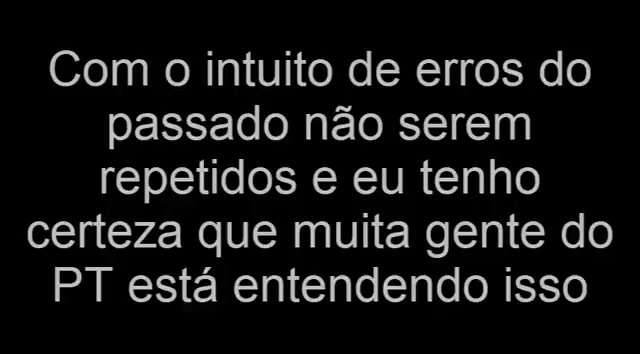 Com o intuito de erros do
passado não serem
repetidos e eu tenho
certeza que muita gente do
PT está entendendo isso